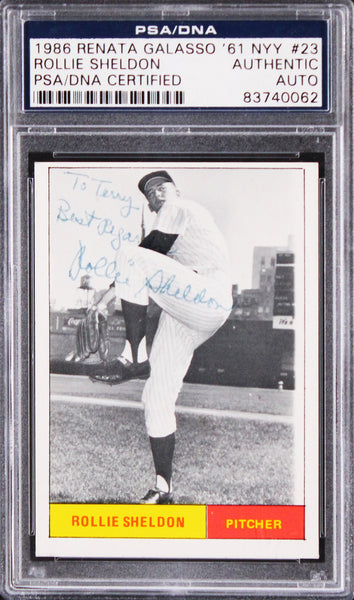 PSA/DNA
1986 RENATA GALASSO '61 NYY #23
ROLLIE SHELDON AUTHENTIC
PSA/DNA CERTIFIED AUTO
83740062
To Terry,
Best Regards
Rollie Sheldon
ROLLIE SHELDON PITCHER